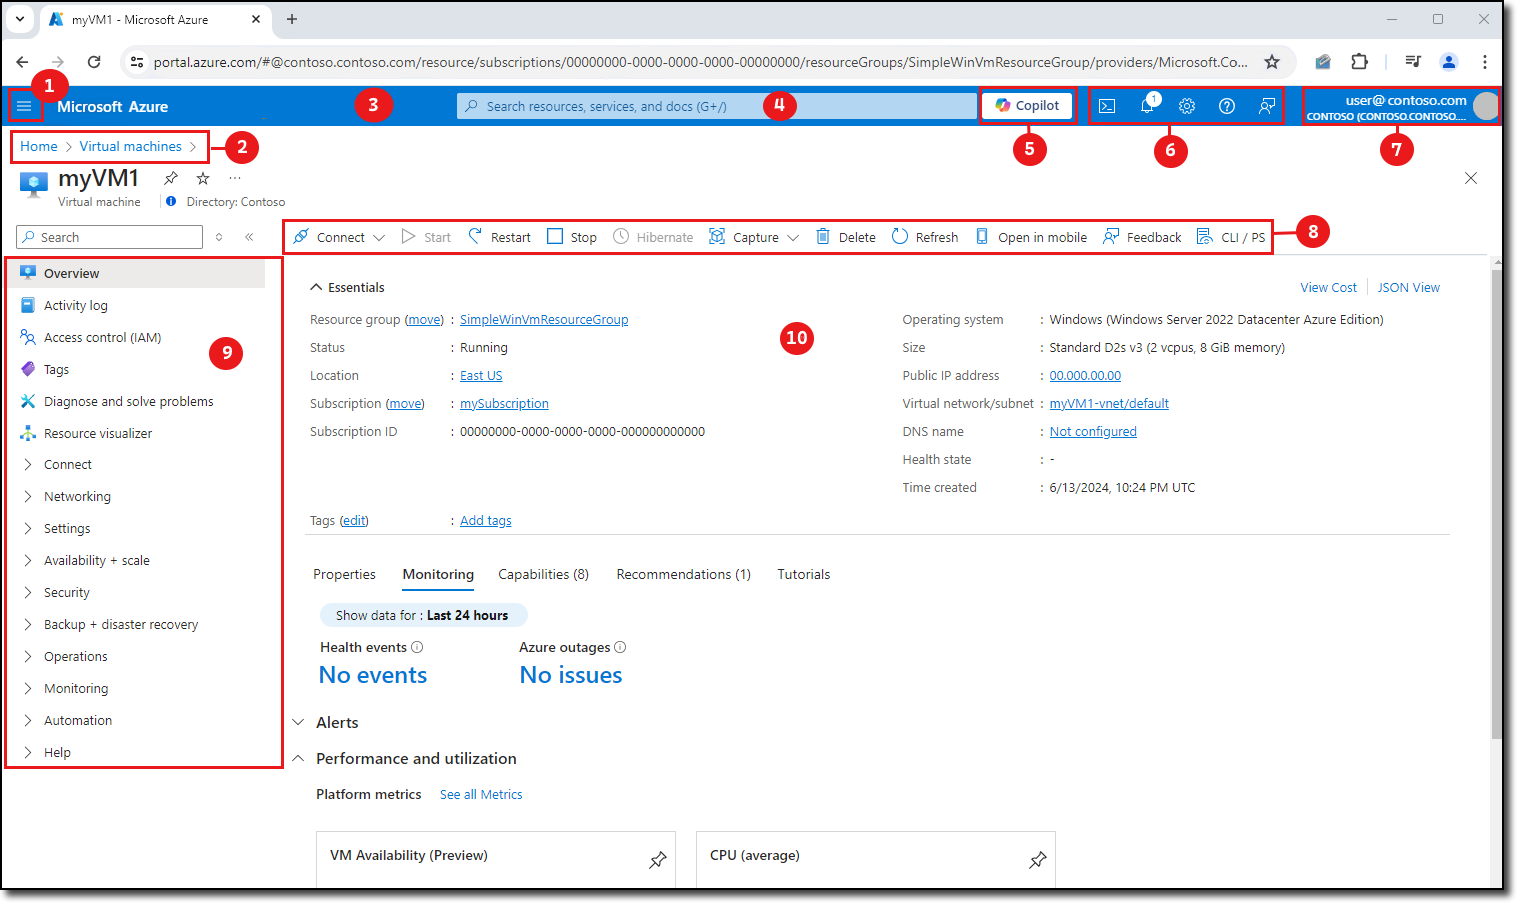 myVM1 - Microsoft Azure
portal.azure.com/#@contoso.contoso.com/resource/subscriptions/00000000-0000-0000-0000-00000000/resourceGroups/SimpleWinVmResourceGroup/providers/Microsoft.Co...
1
Microsoft Azure
3
Search resources, services, and docs (G+/)
4
Copilot
1
user@contoso.com
CONTOSO (CONTOSO.CONTOSO....
Home > Virtual machines >
2
5
6
7
myVM1
...
Virtual machine
Directory: Contoso
Search
Connect
Start
Restart
Stop
Hibernate
Capture
Delete
Refresh
Open in mobile
Feedback
CLI / PS
8
Overview
Activity log
Access control (IAM)
Tags
Diagnose and solve problems
Resource visualizer
Connect
Networking
Settings
Availability + scale
Security
Backup + disaster recovery
Operations
Monitoring
Automation
Help
9
Essentials
View Cost
JSON View
10
Resource group (move) : SimpleWinVmResourceGroup
Status : Running
Location : East US
Subscription (move) : mySubscription
Subscription ID : 00000000-0000-0000-0000-000000000000
Operating system : Windows (Windows Server 2022 Datacenter Azure Edition)
Size : Standard D2s v3 (2 vcpus, 8 GiB memory)
Public IP address : 00.000.00.00
Virtual network/subnet : myVM1-vnet/default
DNS name : Not configured
Health state : -
Time created : 6/13/2024, 10:24 PM UTC
Tags (edit) : Add tags
Properties
Monitoring
Capabilities (8)
Recommendations (1)
Tutorials
Show data for : Last 24 hours
Health events
Azure outages
No events
No issues
Alerts
Performance and utilization
Platform metrics
See all Metrics
VM Availability (Preview)
CPU (average)